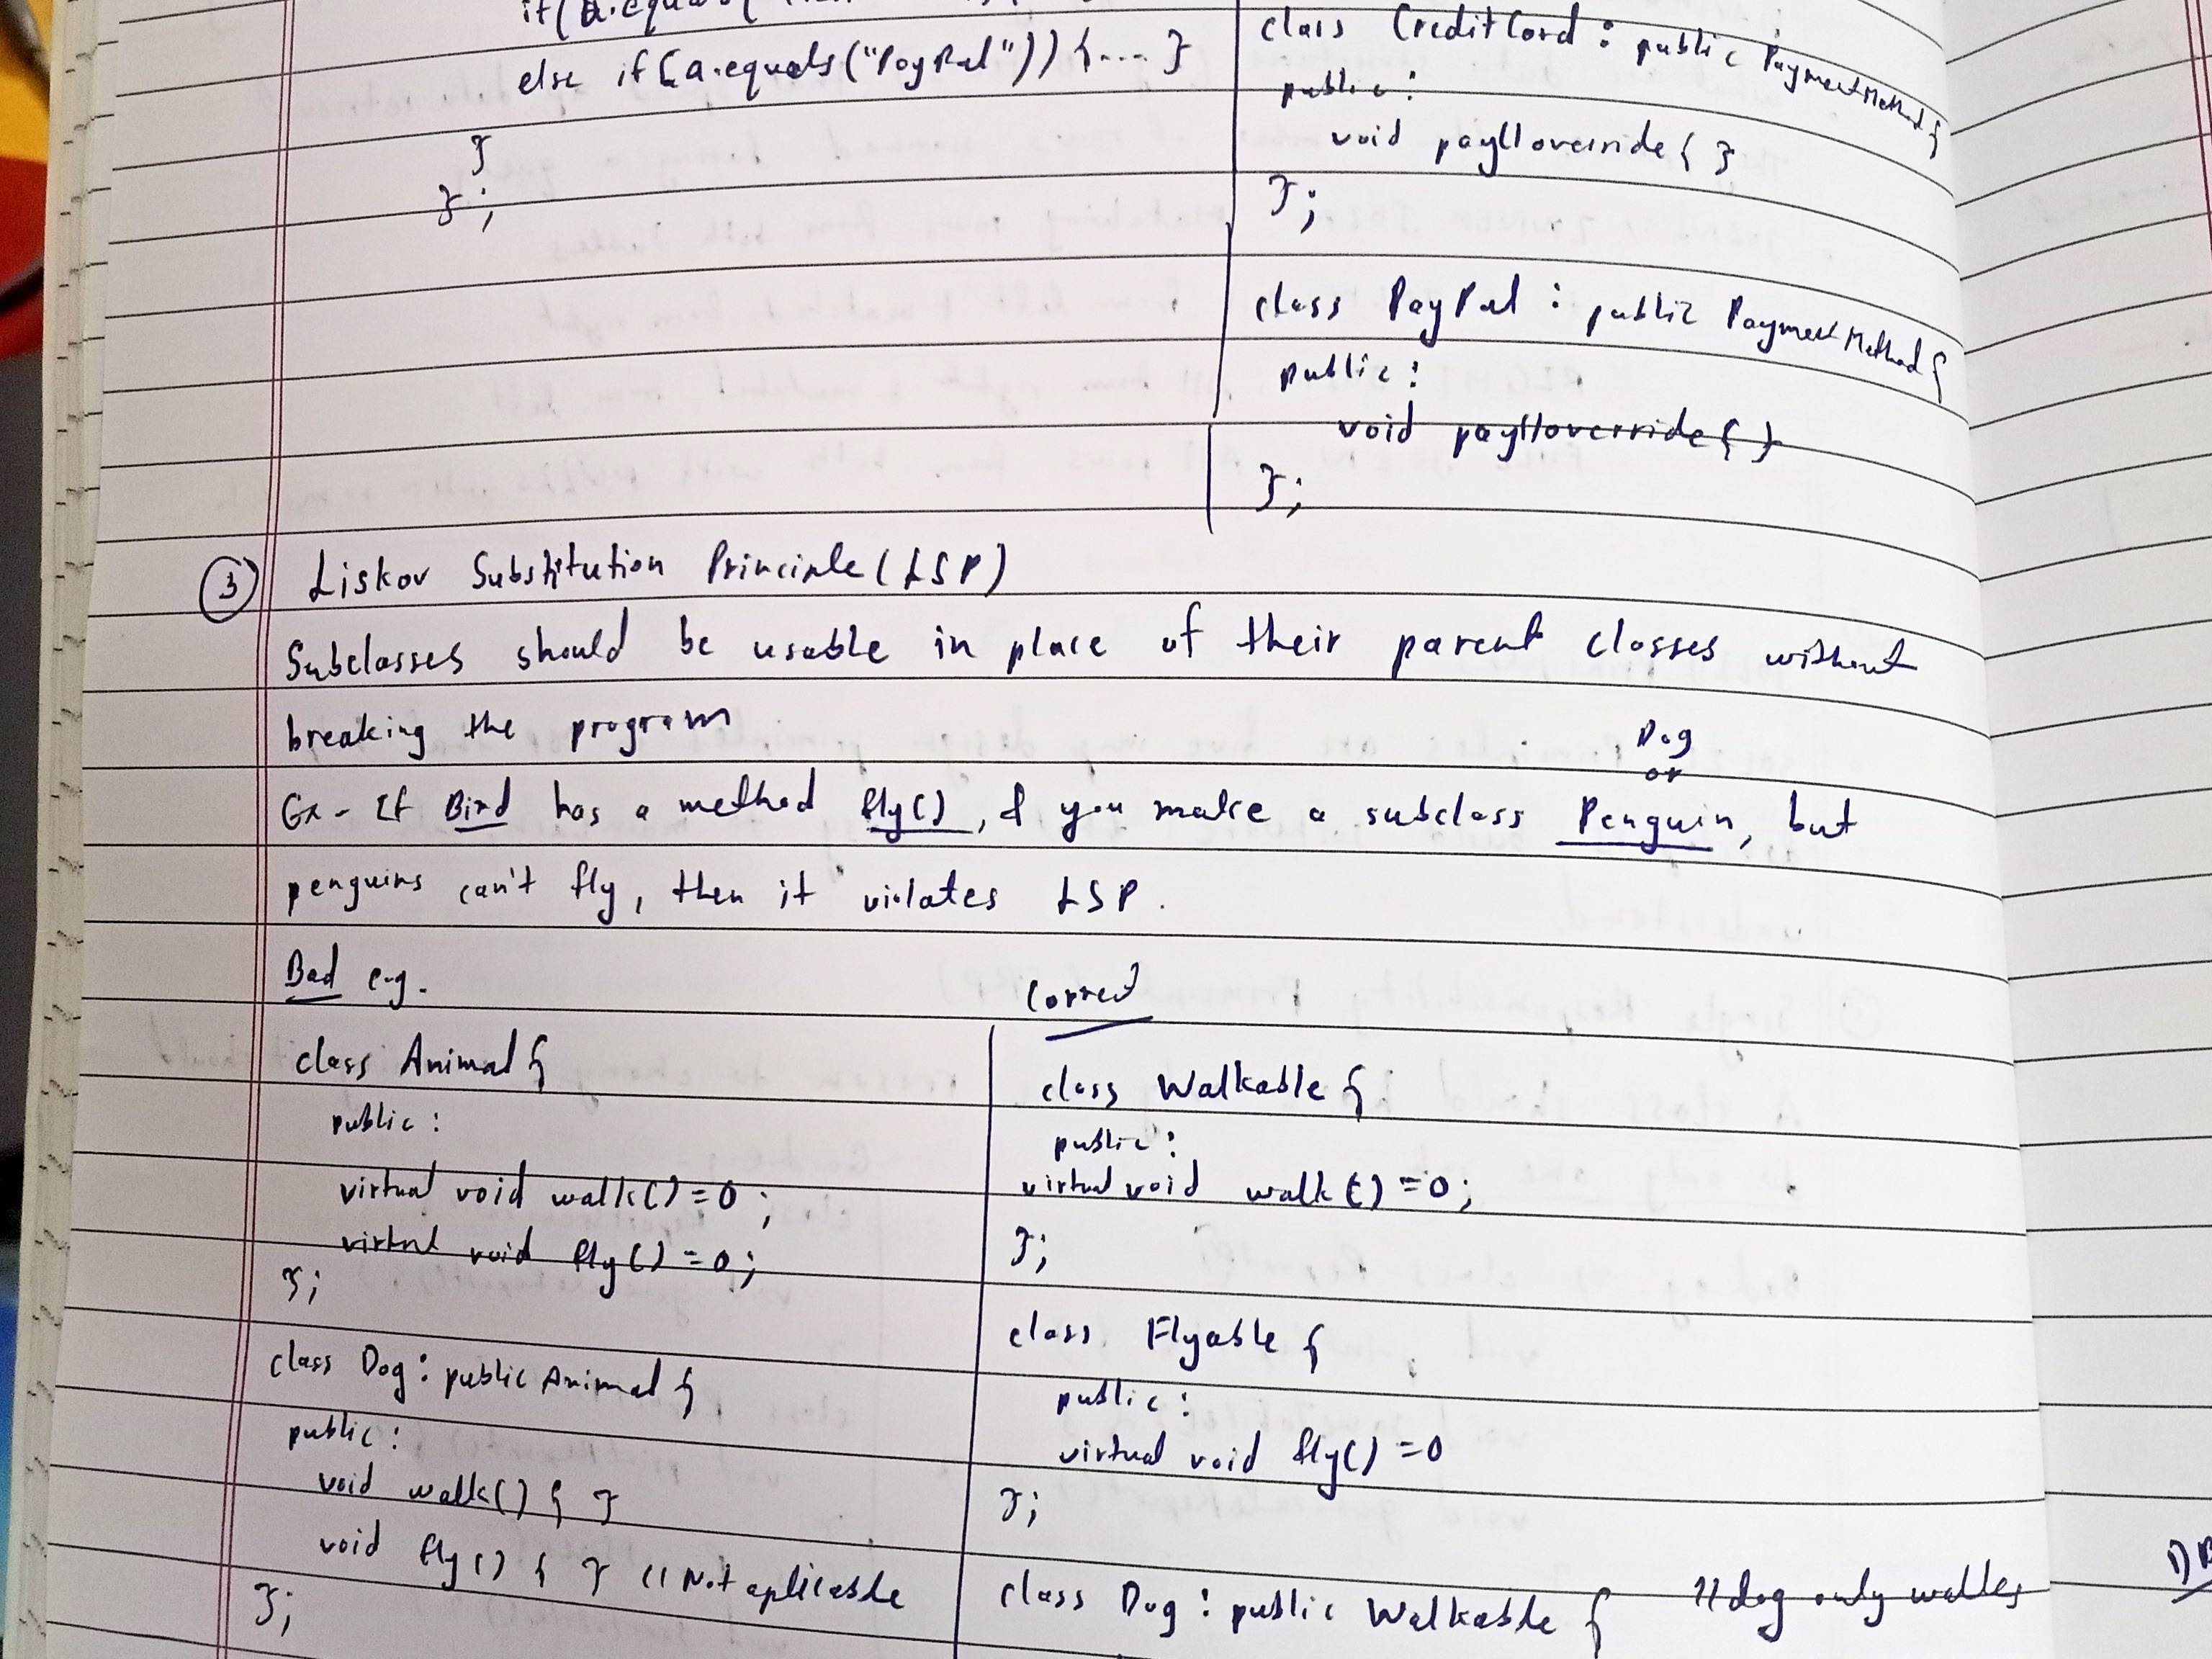 else if (a.equals("PayPal")) {--- }
}
};
class CreditCard : public PaymentMethod {
public :
void pay() override { }
};
class PayPal : public PaymentMethod {
public :
void pay() override { }
};
3 Liskov Substitution Principle (LSP)
Subclasses should be usable in place of their parent classes without
breaking the program
Dog
or
Ex - If Bird has a method fly(), & you make a subclass Penguin, but
penguins can't fly, then it violates LSP.
Bad e.g.
class Animal {
public :
virtual void walk() = 0 ;
virtual void fly() = 0 ;
};
class Dog : public Animal {
public :
void walk() { }
void fly() { } // Not aplicable
};
Correct
class Walkable {
public :
virtual void walk() = 0 ;
};
class Flyable {
public :
virtual void fly() = 0
};
class Dog : public Walkable { // dog only walks